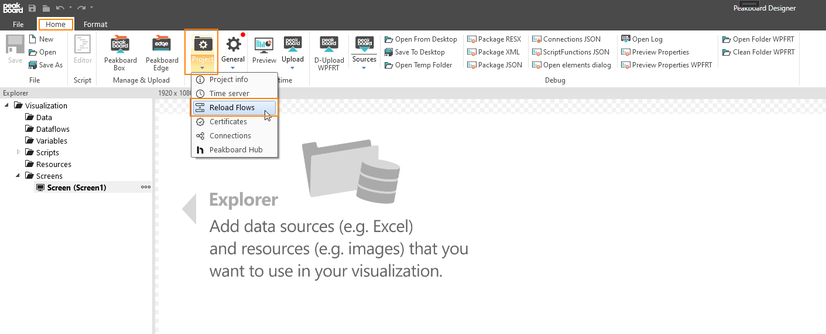 peak board
Peakboard Designer
File
Home
Format
Save
New
Open
Save As
Editor
Peakboard Box
Peakboard Edge
Project
General
Preview
Upload
D-Upload WPFRT
Sources
Open From Desktop
Save To Desktop
Open Temp Folder
Package RESX
Package XML
Package JSON
Connections JSON
ScriptFunctions JSON
Open elements dialog
Open Log
Preview Properties
Preview Properties WPFRT
Open Folder WPFRT
Clean Folder WPFRT
File
Script
Manage & Upload
time
Debug
Explorer
1920 x 1080
Project info
Time server
Reload Flows
Certificates
Connections
Peakboard Hub
Visualization
Data
Dataflows
Variables
Scripts
Resources
Screens
Screen (Screen1)
Explorer
Add data sources (e.g. Excel)
and resources (e.g. images) that you
want to use in your visualization.